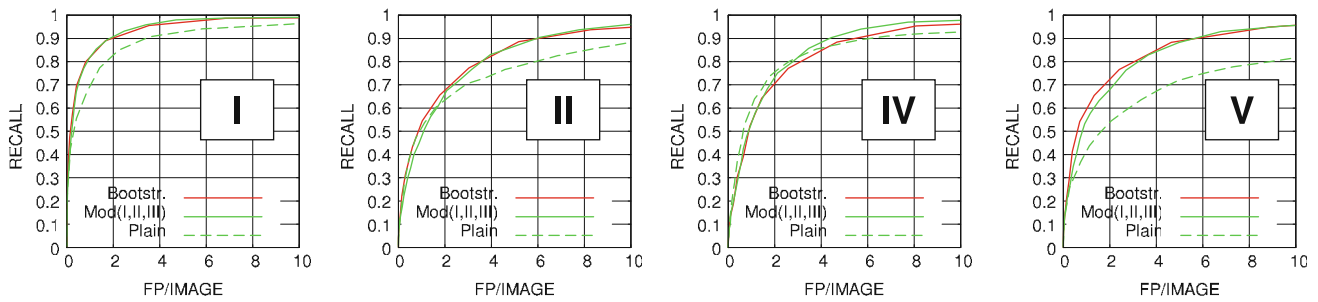 RECALL
1
0.9
0.8
0.7
0.6
0.5
0.4
0.3
0.2
0.1
0
I
Bootstr.
Mod(I,II,III)
Plain
0 2 4 6 8 10
FP/IMAGE
RECALL
1
0.9
0.8
0.7
0.6
0.5
0.4
0.3
0.2
0.1
0
II
Bootstr.
Mod(I,II,III)
Plain
0 2 4 6 8 10
FP/IMAGE
RECALL
1
0.9
0.8
0.7
0.6
0.5
0.4
0.3
0.2
0.1
0
IV
Bootstr.
Mod(I,II,III)
Plain
0 2 4 6 8 10
FP/IMAGE
RECALL
1
0.9
0.8
0.7
0.6
0.5
0.4
0.3
0.2
0.1
0
V
Bootstr.
Mod(I,II,III)
Plain
0 2 4 6 8 10
FP/IMAGE